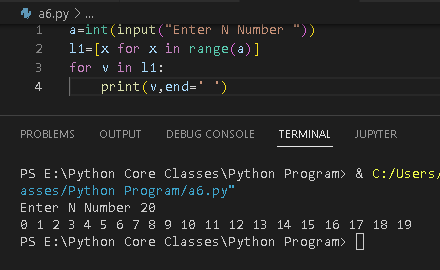 a6.py > ...
1 a=int(input("Enter N Number "))
2 l1=[x for x in range(a)]
3 for v in l1:
4     print(v,end=' ')
PROBLEMS OUTPUT DEBUG CONSOLE TERMINAL JUPYTER
PS E:\Python Core Classes\Python Program> & C:/Users/
asses/Python Program/a6.py"
Enter N Number 20
0 1 2 3 4 5 6 7 8 9 10 11 12 13 14 15 16 17 18 19
PS E:\Python Core Classes\Python Program>